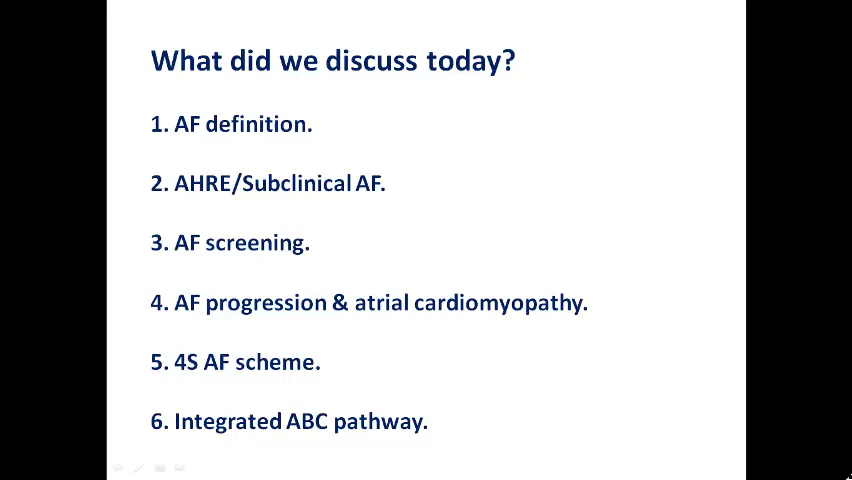 What did we discuss today?
1. AF definition.
2. AHRE/Subclinical AF.
3. AF screening.
4. AF progression & atrial cardiomyopathy.
5. 4S AF scheme.
6. Integrated ABC pathway.